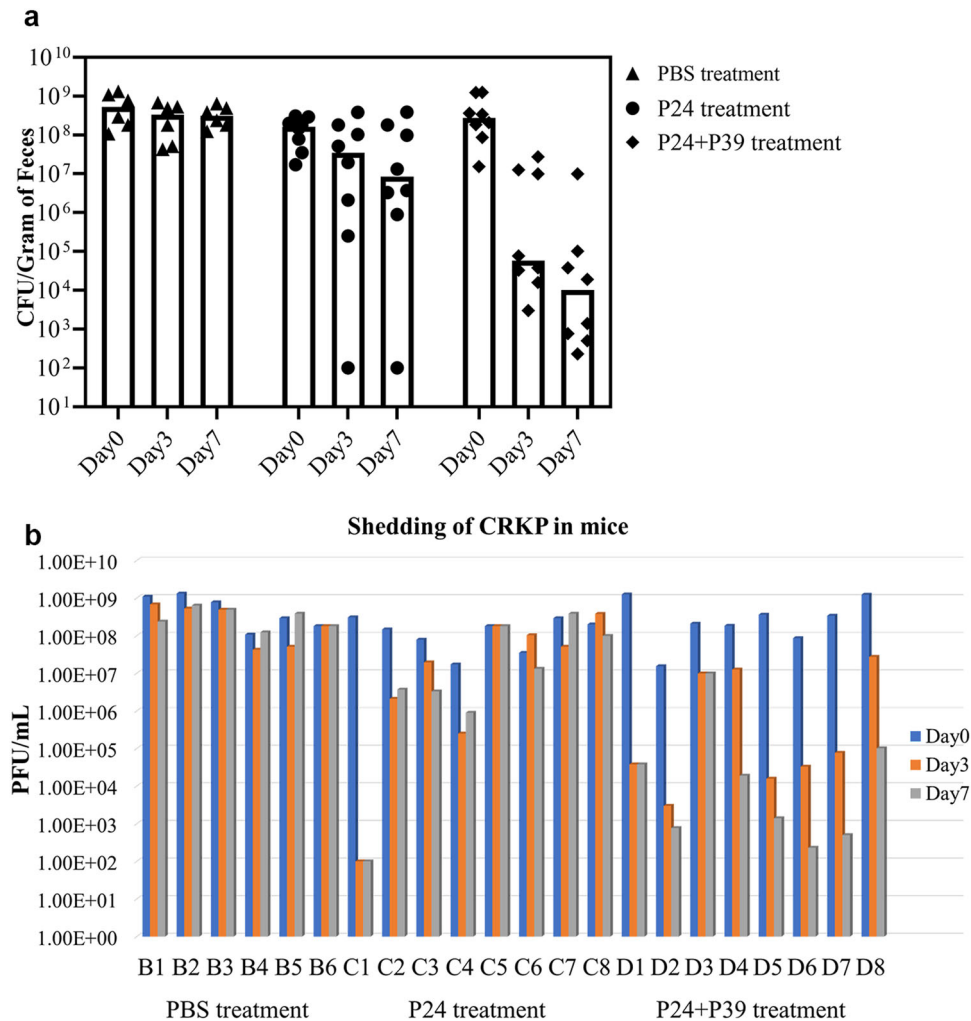 a
10^10
10^9
10^8
10^7
10^6
10^5
10^4
10^3
10^2
10^1
CFU/Gram of Feces
Day0 Day3 Day7 Day0 Day3 Day7 Day0 Day3 Day7
PBS treatment
P24 treatment
P24+P39 treatment
b
Shedding of CRKP in mice
1.00E+10
1.00E+09
1.00E+08
1.00E+07
1.00E+06
1.00E+05
1.00E+04
1.00E+03
1.00E+02
1.00E+01
1.00E+00
PFU/mL
Day0
Day3
Day7
B1 B2 B3 B4 B5 B6 C1 C2 C3 C4 C5 C6 C7 C8 D1 D2 D3 D4 D5 D6 D7 D8
PBS treatment P24 treatment P24+P39 treatment